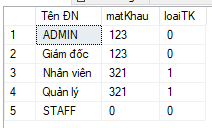 Tên ĐN matKhau loaiTK
1 ADMIN 123 0
2 Giám đốc 123 0
3 Nhân viên 321 1
4 Quản lý 321 1
5 STAFF 0 0